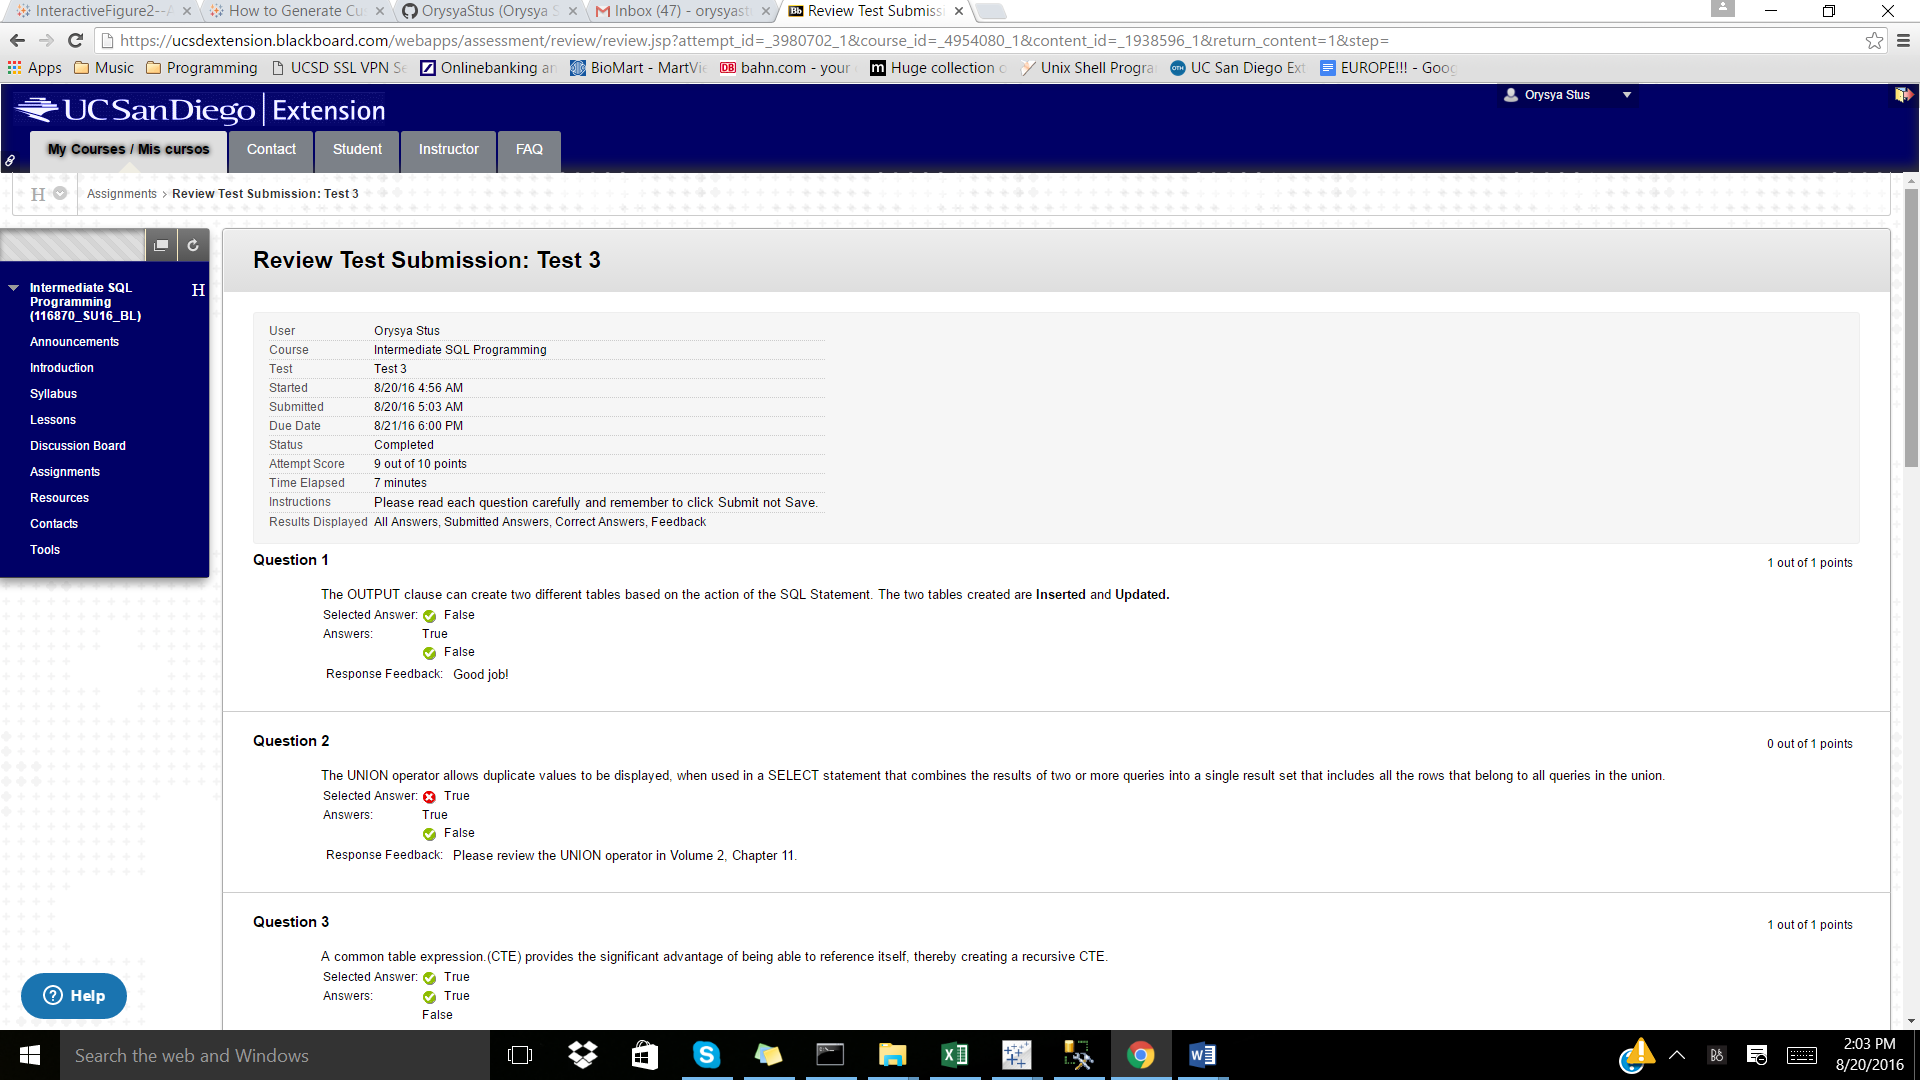 InteractiveFigure2--A
How to Generate Cus
OrysyaStus (Orysya S
Inbox (47) - orysyast
Review Test Submiss
https://ucsdextension.blackboard.com/webapps/assessment/review/review.jsp?attempt_id=_3980702_1&course_id=_4954080_1&content_id=_1938596_1&return_content=1&step=
Apps Music Programming UCSD SSL VPN Se Onlinebanking an BioMart - MartVie bahn.com - your Huge collection o Unix Shell Progra UC San Diego Ext EUROPE!!! - Goog
UC San Diego Extension
Orysya Stus
My Courses / Mis cursos Contact Student Instructor FAQ
H Assignments > Review Test Submission: Test 3
Intermediate SQL H
Programming
(116870_SU16_BL)
Announcements
Introduction
Syllabus
Lessons
Discussion Board
Assignments
Resources
Contacts
Tools
Review Test Submission: Test 3
User Orysya Stus
Course Intermediate SQL Programming
Test Test 3
Started 8/20/16 4:56 AM
Submitted 8/20/16 5:03 AM
Due Date 8/21/16 6:00 PM
Status Completed
Attempt Score 9 out of 10 points
Time Elapsed 7 minutes
Instructions Please read each question carefully and remember to click Submit not Save.
Results Displayed All Answers, Submitted Answers, Correct Answers, Feedback
Question 1 1 out of 1 points
The OUTPUT clause can create two different tables based on the action of the SQL Statement. The two tables created are Inserted and Updated.
Selected Answer: False
Answers: True
False
Response Feedback: Good job!
Question 2 0 out of 1 points
The UNION operator allows duplicate values to be displayed, when used in a SELECT statement that combines the results of two or more queries into a single result set that includes all the rows that belong to all queries in the union.
Selected Answer: True
Answers: True
False
Response Feedback: Please review the UNION operator in Volume 2, Chapter 11.
Question 3 1 out of 1 points
A common table expression.(CTE) provides the significant advantage of being able to reference itself, thereby creating a recursive CTE.
Selected Answer: True
Answers: True
False
Help
Search the web and Windows
2:03 PM
8/20/2016